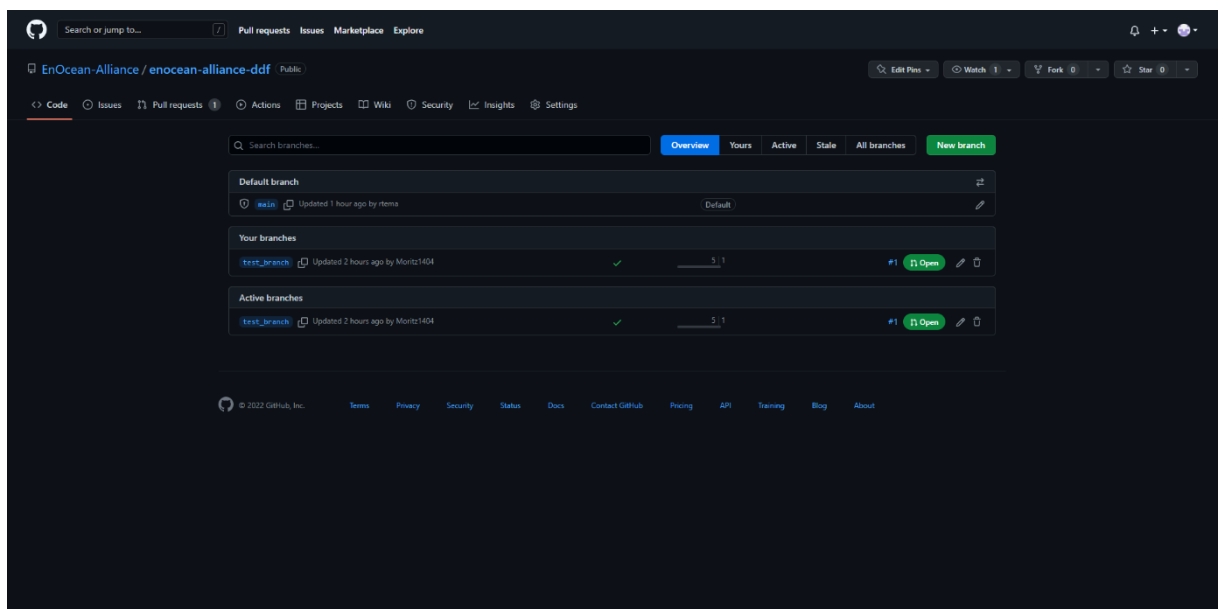 Search or jump to... / Pull requests Issues Marketplace Explore
EnOcean-Alliance / enocean-alliance-ddf Public Edit Pins Watch 1 Fork 0 Star 0
<> Code Issues Pull requests 1 Actions Projects Wiki Security Insights Settings
Search branches... Overview Yours Active Stale All branches New branch
Default branch
main Updated 1 hour ago by rtema Default
Your branches
test_branch Updated 2 hours ago by Moritz1404 5 1 #1 Open
Active branches
test_branch Updated 2 hours ago by Moritz1404 5 1 #1 Open
© 2022 GitHub, Inc. Terms Privacy Security Status Docs Contact GitHub Pricing API Training Blog About